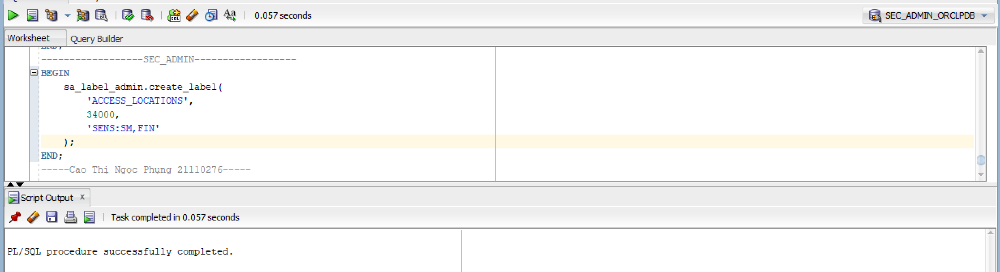 0.057 seconds
SEC_ADMIN_ORCLPDB
Worksheet
Query Builder
------------------SEC_ADMIN------------------
BEGIN
sa_label_admin.create_label(
'ACCESS_LOCATIONS',
34000,
'SENS:SM,FIN'
);
END;
-----Cao Thị Ngọc Phụng 21110276-----
Script Output
Task completed in 0.057 seconds
PL/SQL procedure successfully completed.